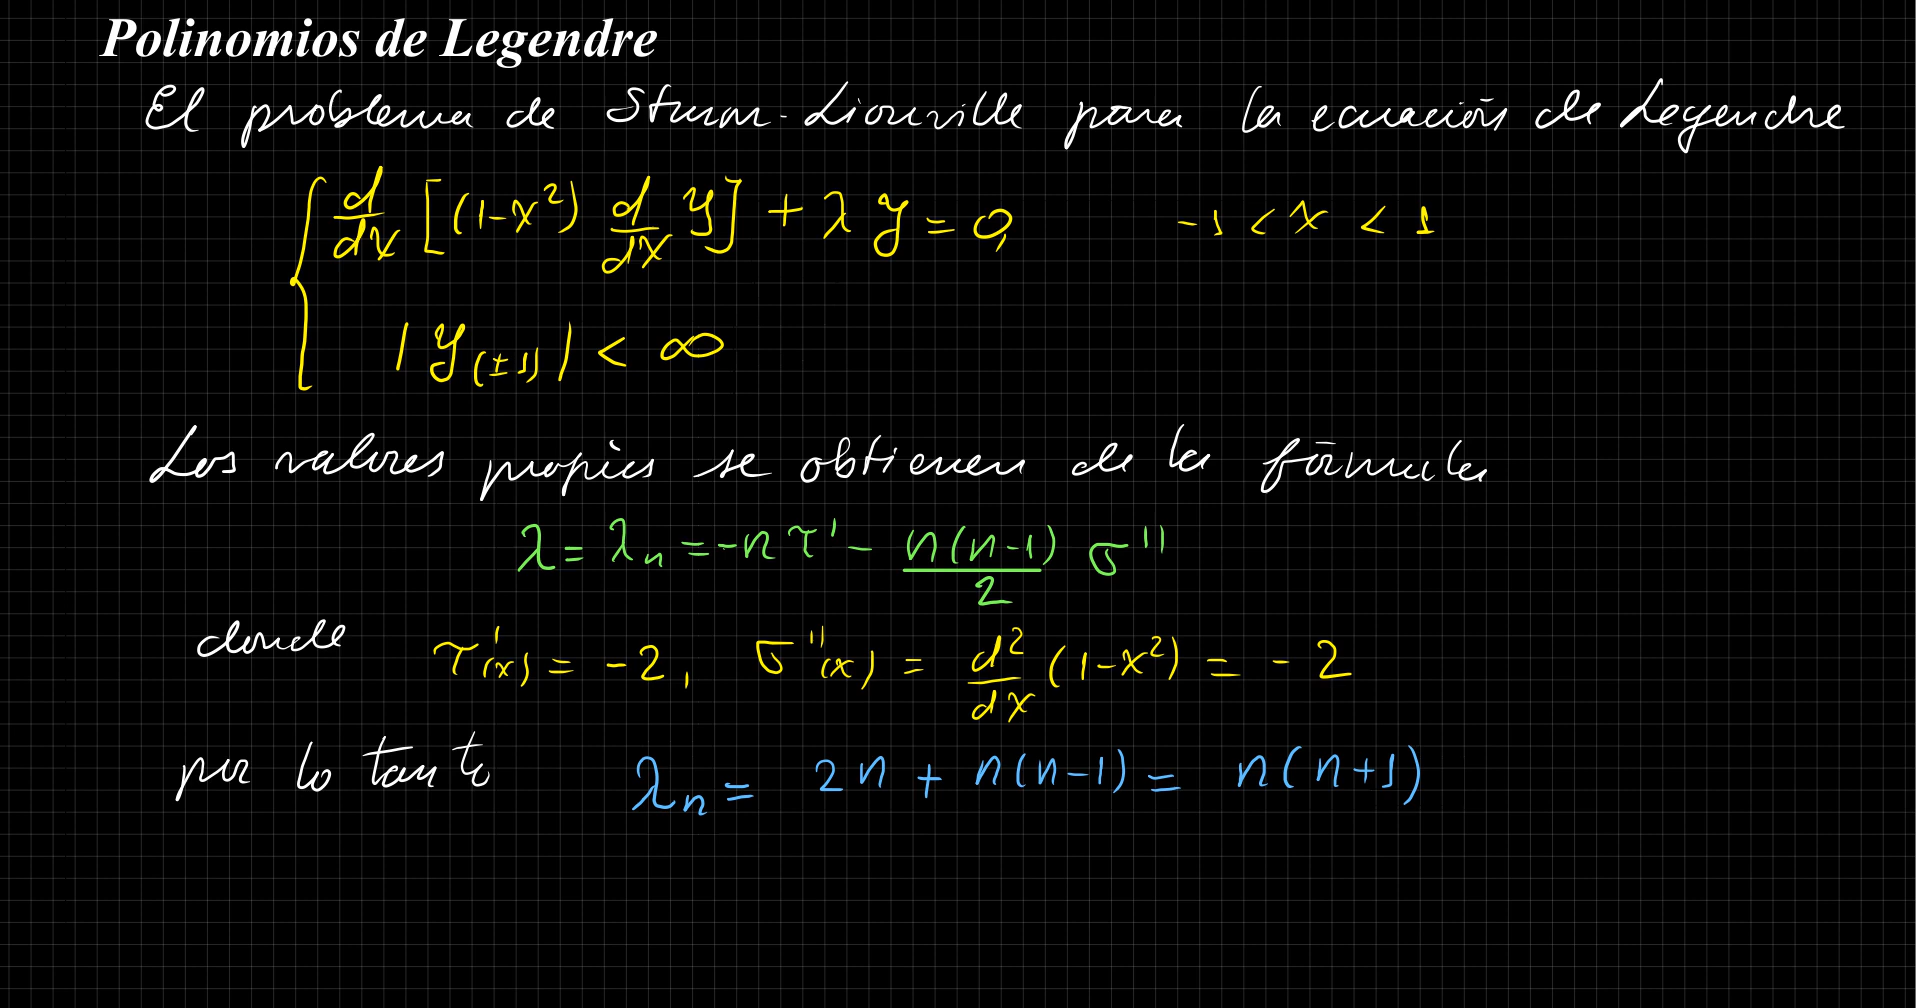 Polinomios de Legendre
El problema de Sturm-Liouville para la ecuación de Legendre
d/dx [(1-x²) d/dx y] + λ y = 0, -1 < x < 1
|y(±1)| < ∞
Los valores propios se obtienen de la fórmula
λ = λₙ = -n τ' - n(n-1)/2 σ''
donde τ'(x) = -2, σ''(x) = d²/dx (1-x²) = -2
por lo tanto λₙ = 2n + n(n-1) = n(n+1)